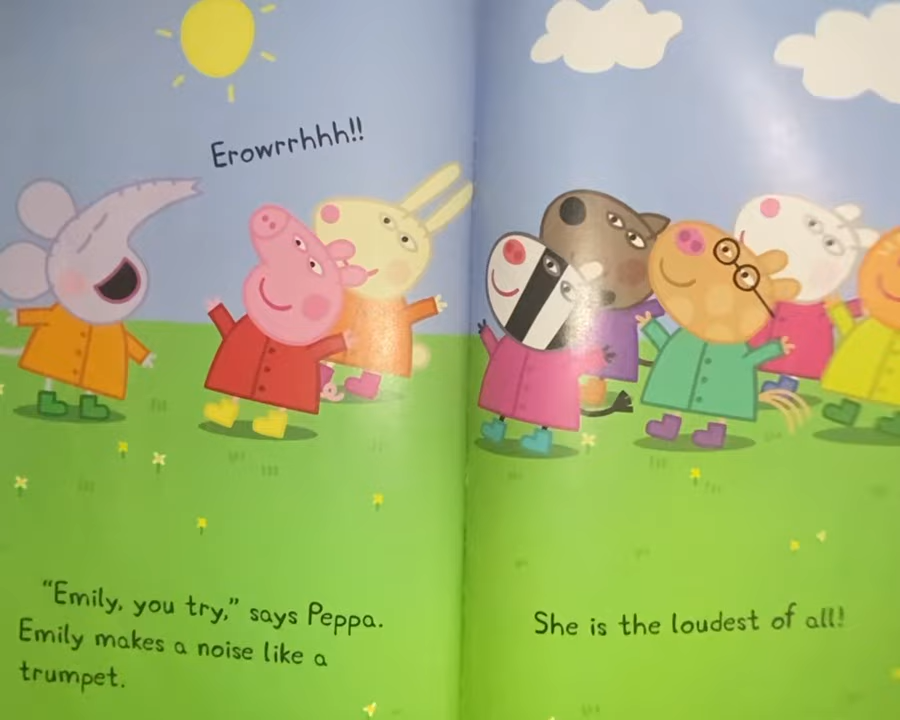 Erowrrhhh!!
“Emily, you try,” says Peppa.
Emily makes a noise like a
trumpet.
She is the loudest of all!